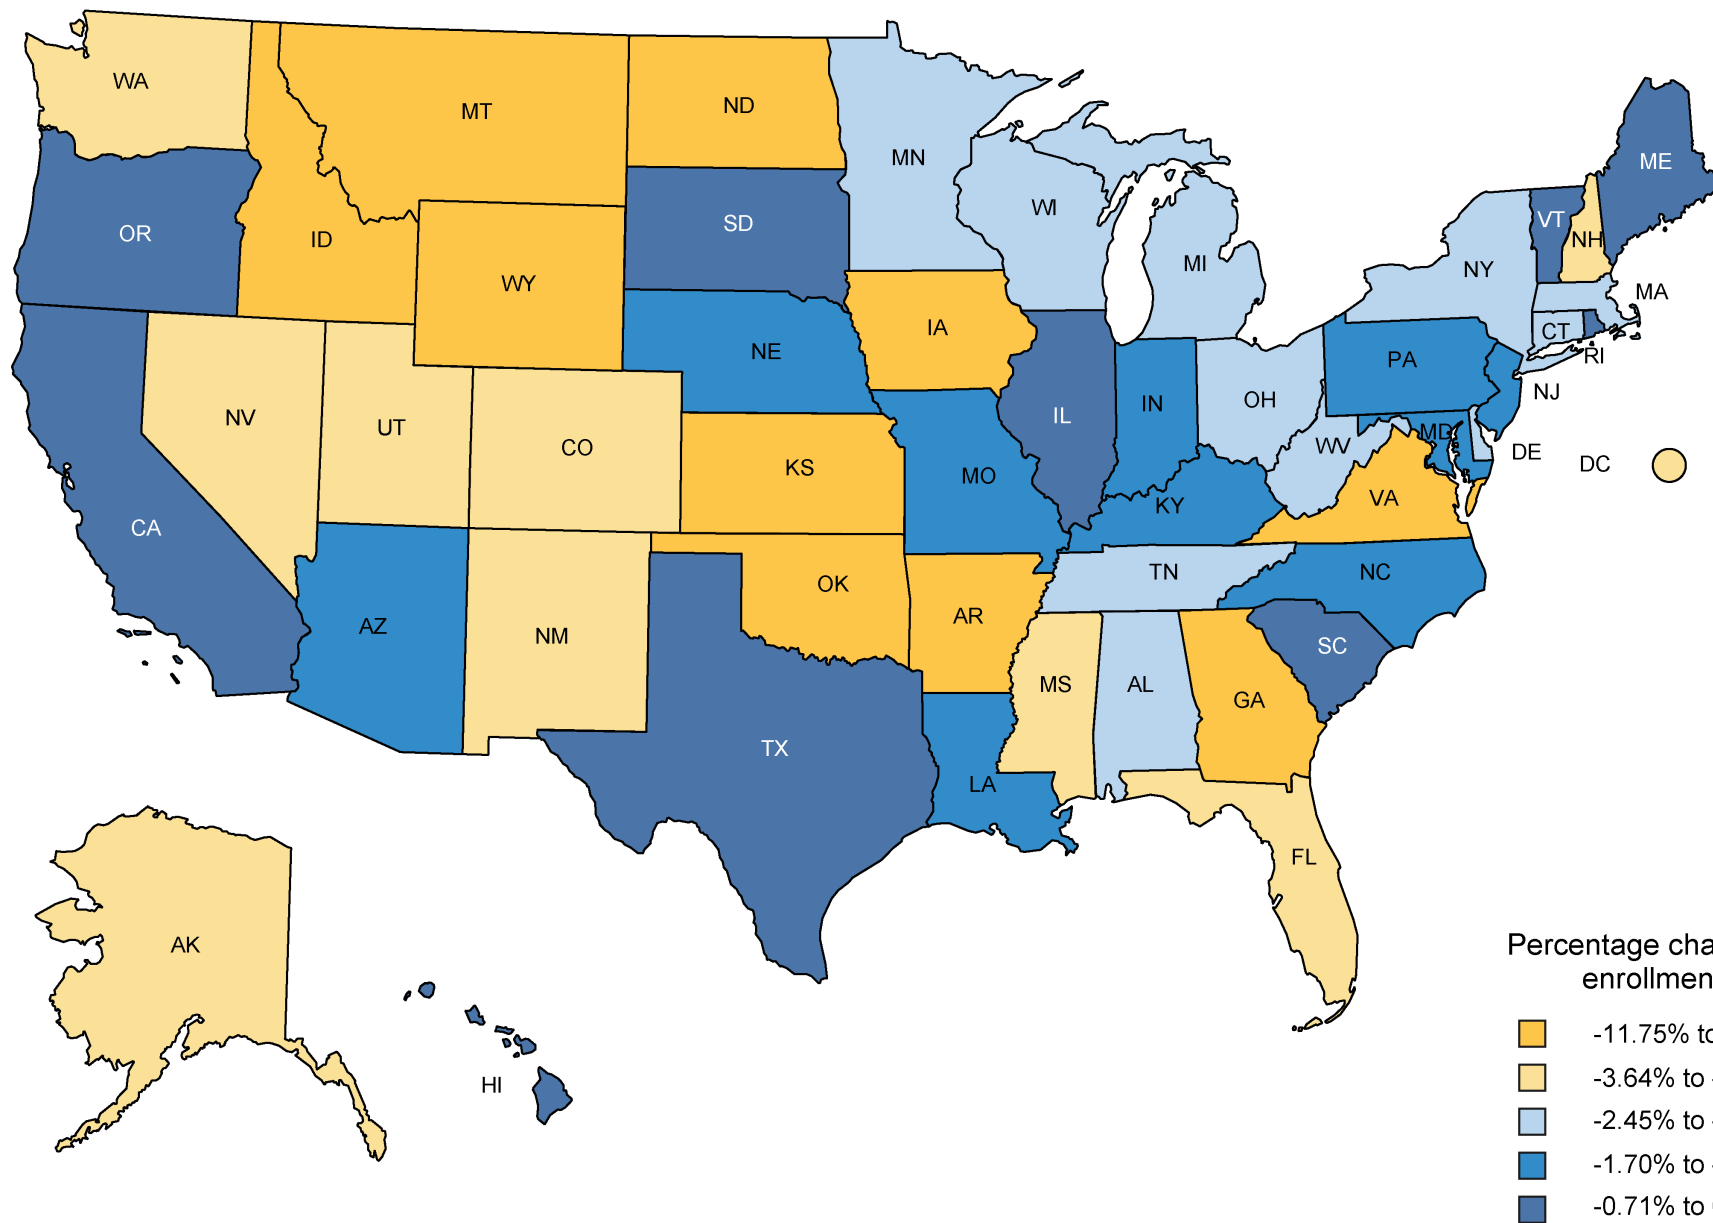 WA
MT
ND
MN
ME
OR
ID
SD
WI
VT
NH
WY
MI
NY
MA
IA
CT
RI
NE
PA
NJ
NV
UT
CO
KS
IL
IN
OH
WV
MD
DE
DC
CA
MO
KY
VA
AZ
NM
OK
AR
TN
NC
SC
MS
AL
GA
TX
LA
FL
AK
HI
Percentage
enrollmen
-11.75% to
-3.64% to
-2.45% to
-1.70% to
-0.71% to